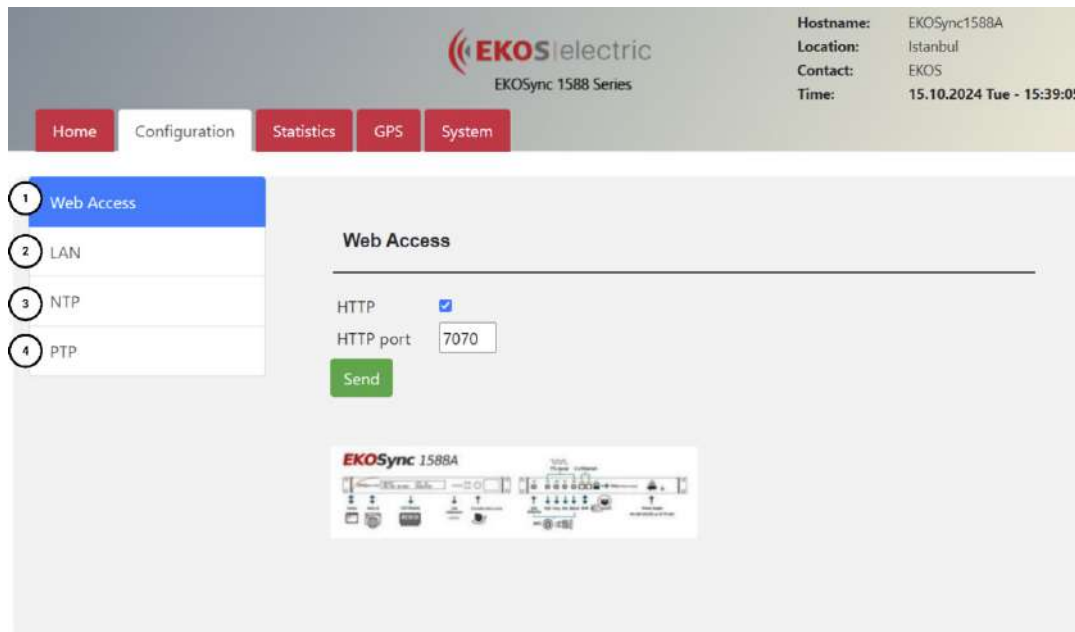 EKOS electric
EKOSync 1588 Series
Hostname: EKOSync1588A
Location: Istanbul
Contact: EKOS
Time: 15.10.2024 Tue - 15:39:05
Home Configuration Statistics GPS System
1 Web Access
2 LAN
3 NTP
4 PTP
Web Access
HTTP
HTTP port 7070
Send
EKOSync 1588A